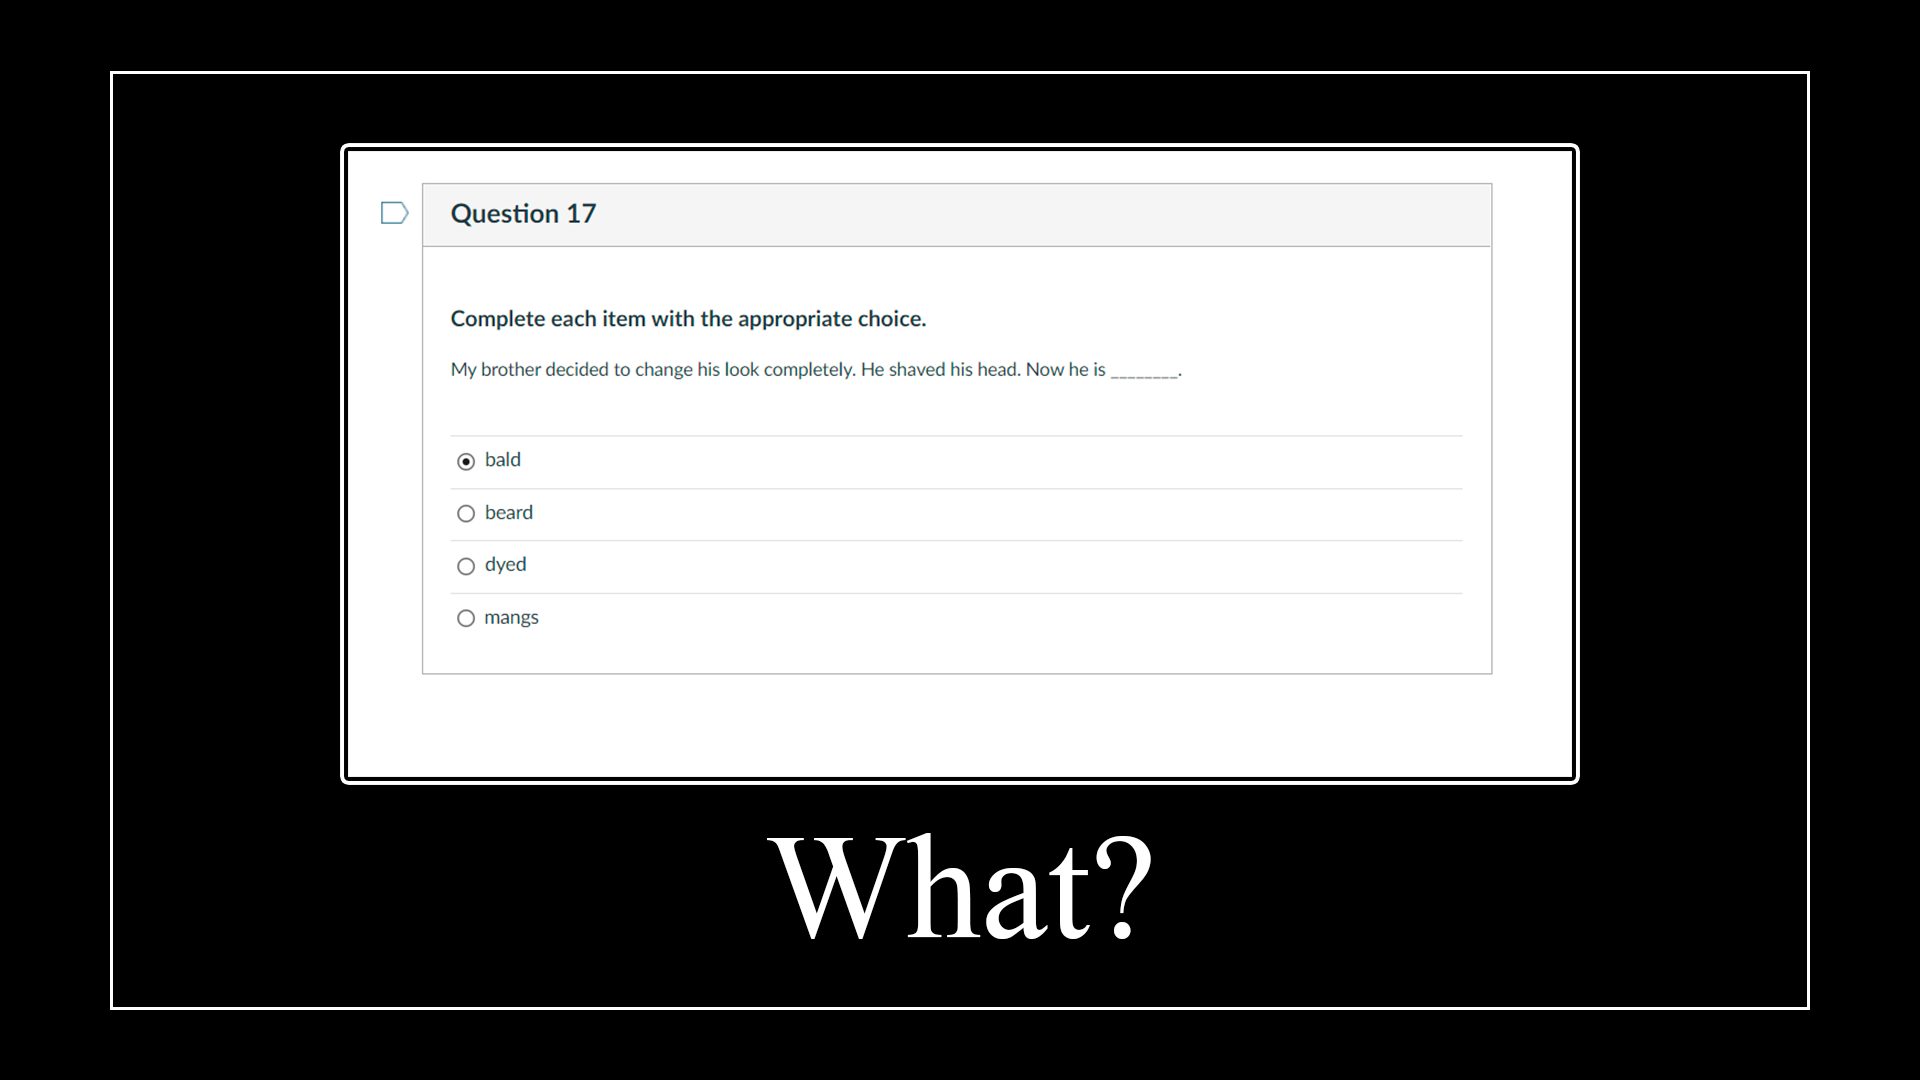 Question 17
Complete each item with the appropriate choice.
My brother decided to change his look completely. He shaved his head. Now he is ________.
bald
beard
dyed
mangs
What?